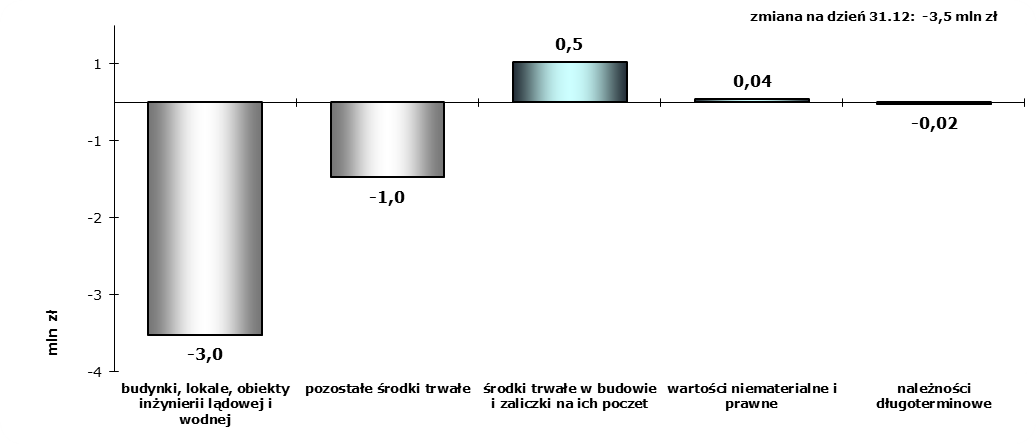 zmiana na dzień 31.12: -3,5 mln zł
0,5
1
0,04
-0,02
-1
-1,0
-2
-3
mln zł
-3,0
-4
budynki, lokale, obiekty
inżynierii lądowej i
wodnej
pozostałe środki trwałe
środki trwałe w budowie
i zaliczki na ich poczet
wartości niematerialne i
prawne
należności
długoterminowe